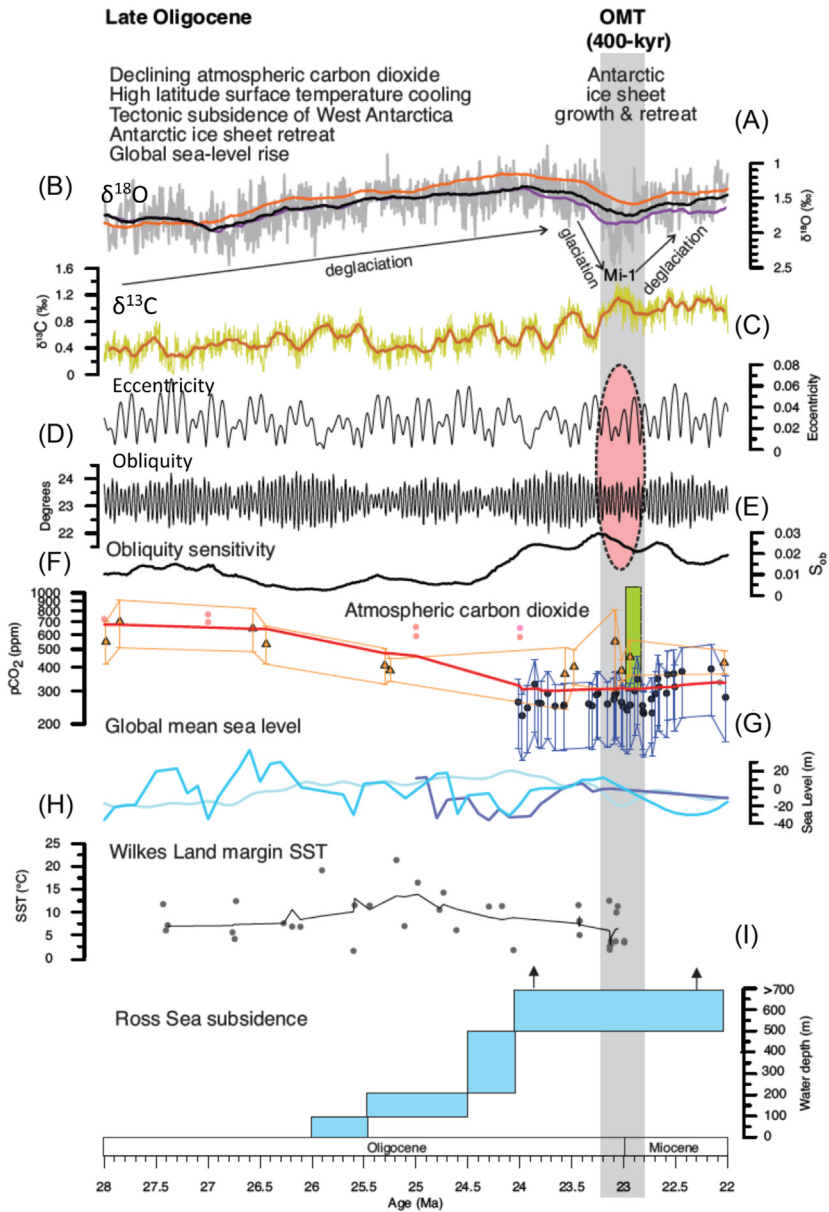 Late Oligocene
OMT
(400-kyr)
Declining atmospheric carbon dioxide
High latitude surface temperature cooling
Tectonic subsidence of West Antarctica
Antarctic ice sheet retreat
Global sea-level rise
Antarctic
ice sheet
growth & retreat
(A)
(B)
δ18O
1
1.5
2
2.5
δ18O (‰)
deglaciation
glaciation
Mi-1
deglaciation
1.6
1.2
0.8
0.4
0
δ13C (‰)
δ13C
(C)
Eccentricity
0.08
0.06
0.04
0.02
0
Eccentricity
(D)
Obliquity
24
23
22
Degrees
(E)
Obliquity sensitivity
0.03
0.02
0.01
0
Sob
(F)
Atmospheric carbon dioxide
1000
900
800
700
600
500
400
300
200
pCO2 (ppm)
(G)
Global mean sea level
20
0
-20
-40
Sea Level (m)
(H)
Wilkes Land margin SST
25
20
15
10
5
0
SST (°C)
(I)
Ross Sea subsidence
>700
600
500
400
300
200
100
0
Water depth (m)
Oligocene
Miocene
28
27.5
27
26.5
26
25.5
25
24.5
24
23.5
23
22.5
22
Age (Ma)